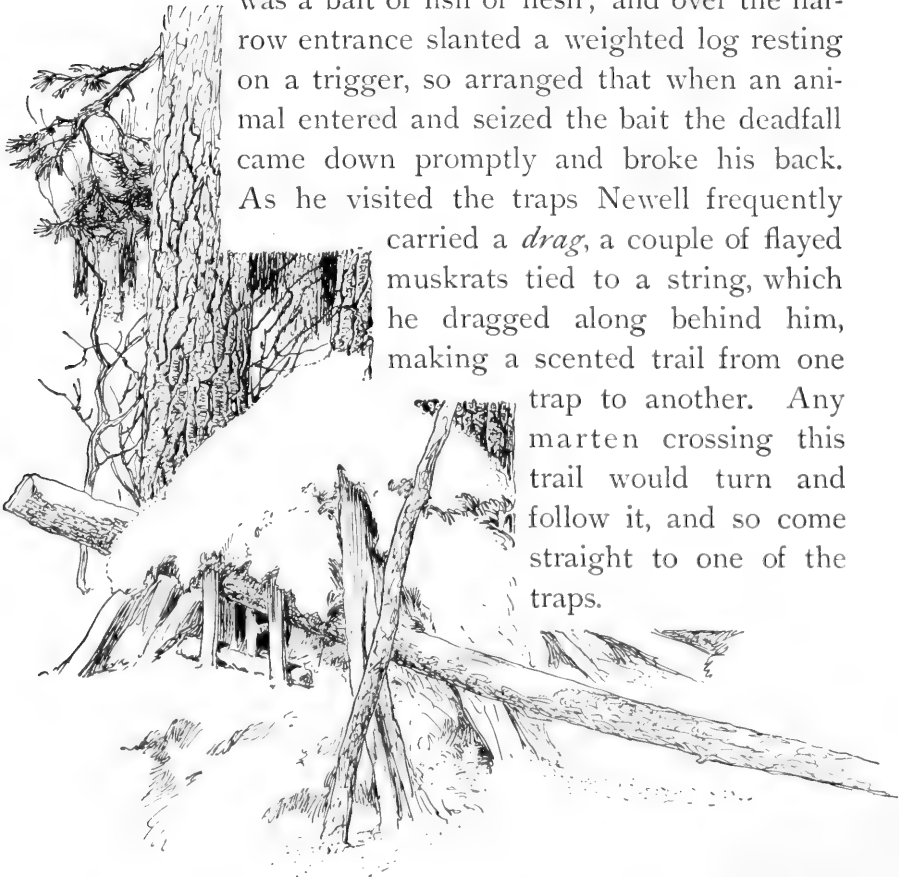 was a bait of fish or flesh, and over the nar-
row entrance slanted a weighted log resting
on a trigger, so arranged that when an ani-
mal entered and seized the bait the deadfall
came down promptly and broke his back.
As he visited the traps Newell frequently
carried a drag, a couple of flayed
muskrats tied to a string, which
he dragged along behind him,
making a scented trail from one
trap to another. Any
marten crossing this
trail would turn and
follow it, and so come
straight to one of the
traps.